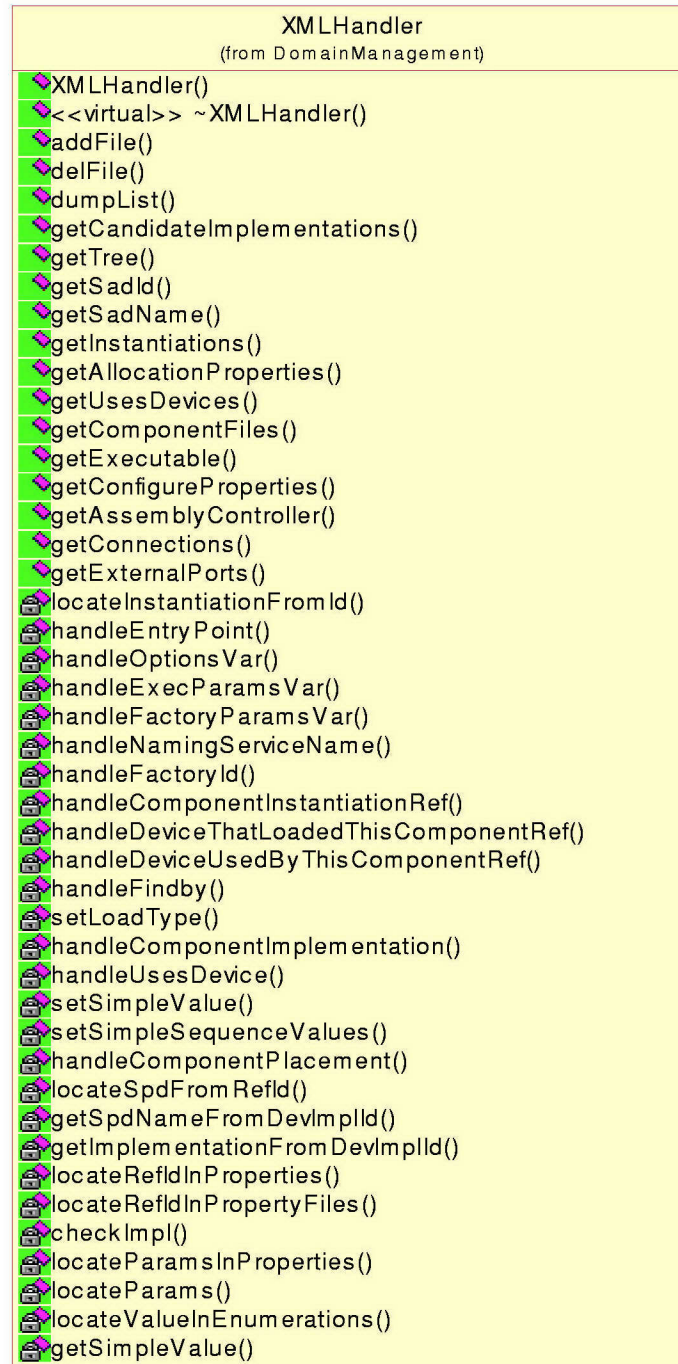 XMLHandler
(from DomainManagement)
XMLHandler()
<<virtual>> ~XMLHandler()
addFile()
delFile()
dumpList()
getCandidateImplementations()
getTree()
getSadId()
getSadName()
getInstantiations()
getAllocationProperties()
getUsesDevices()
getComponentFiles()
getExecutable()
getConfigureProperties()
getAssemblyController()
getConnections()
getExternalPorts()
locateInstantiationFromId()
handleEntryPoint()
handleOptionsVar()
handleExecParamsVar()
handleFactoryParamsVar()
handleNamingServiceName()
handleFactoryId()
handleComponentInstantiationRef()
handleDeviceThatLoadedThisComponentRef()
handleDeviceUsedByThisComponentRef()
handleFindby()
setLoadType()
handleComponentImplementation()
handleUsesDevice()
setSimpleValue()
setSimpleSequenceValues()
handleComponentPlacement()
locateSpdFromRefId()
getSpdNameFromDevImplId()
getImplementationFromDevImplId()
locateRefIdInProperties()
locateRefIdInPropertyFiles()
checkImpl()
locateParamsInProperties()
locateParams()
locateValueInEnumerations()
getSimpleValue()